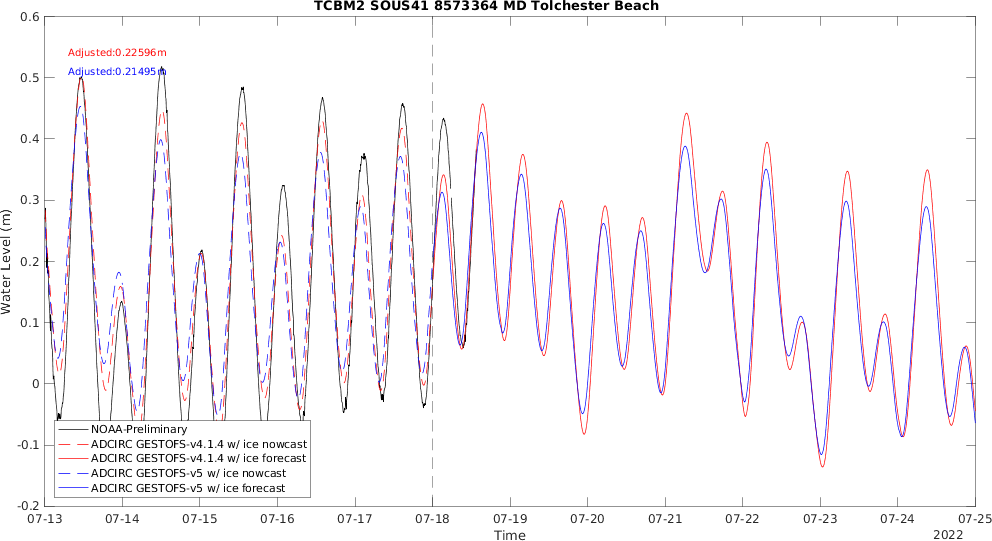 TCBM2 SOUS41 8573364 MD Tolchester Beach
0.6
0.5
0.4
0.3
0.2
0.1
0
-0.1
-0.2
Water Level (m)
Adjusted:0.22596m
Adjusted:0.21495m
NOAA-Preliminary
ADCIRC GESTOFS-v4.1.4 w/ ice nowcast
ADCIRC GESTOFS-v4.1.4 w/ ice forecast
ADCIRC GESTOFS-v5 w/ ice nowcast
ADCIRC GESTOFS-v5 w/ ice forecast
07-13 07-14 07-15 07-16 07-17 07-18 07-19 07-20 07-21 07-22 07-23 07-24 07-25
Time
2022